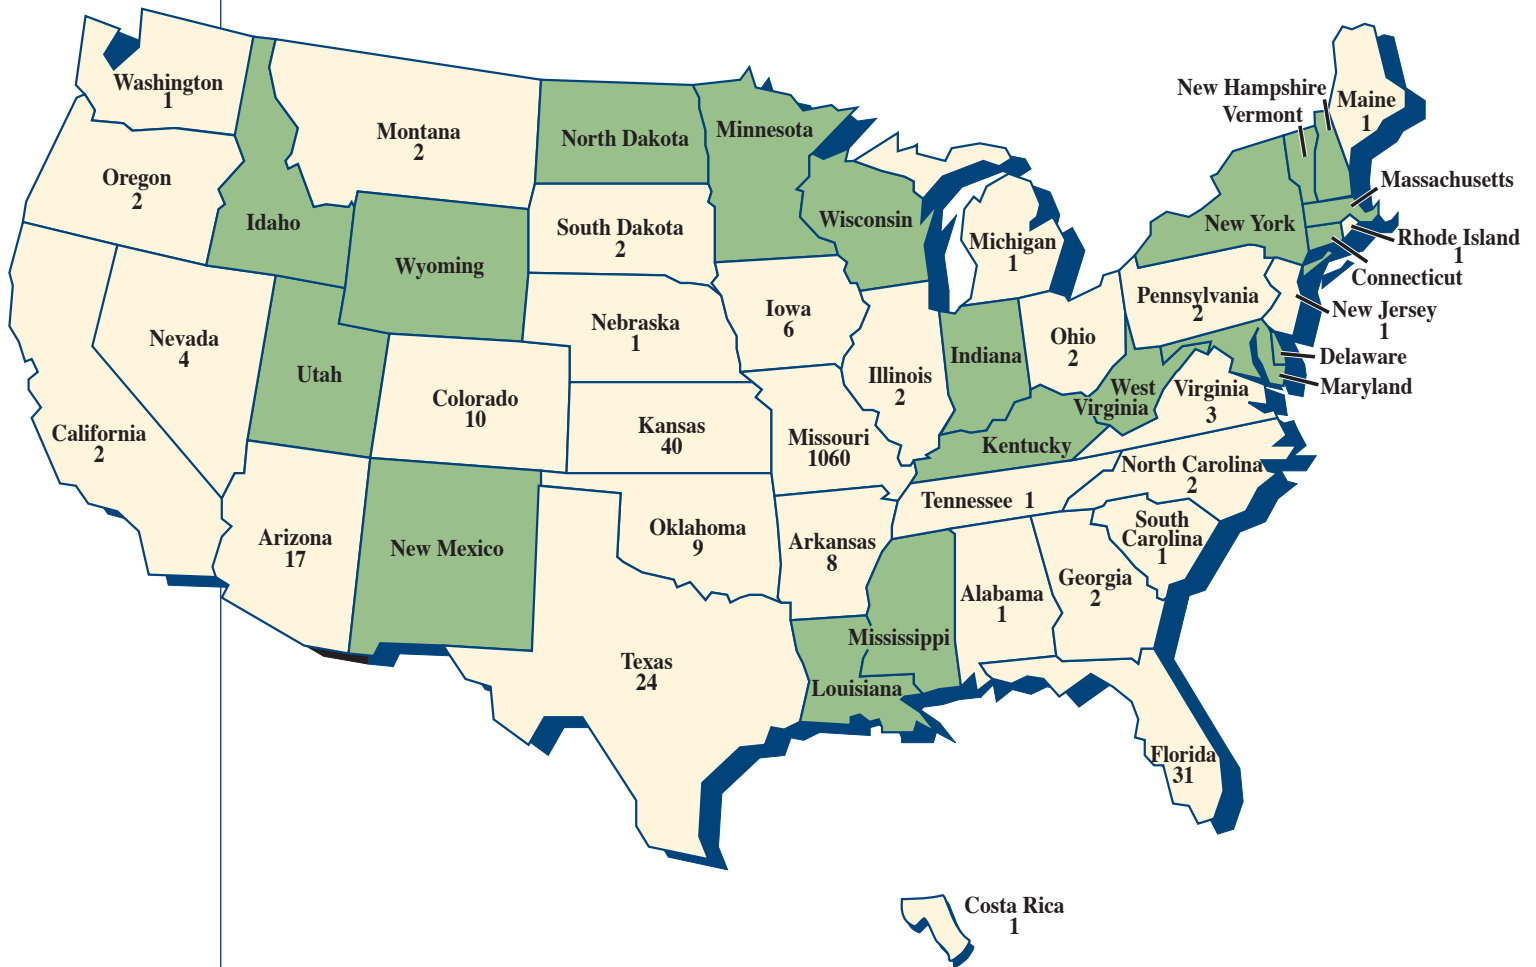 Washington
1
Oregon
2
California
2
Nevada
4
Idaho
Montana
2
Wyoming
Utah
Colorado
10
Arizona
17
New Mexico
North Dakota
South Dakota
2
Nebraska
1
Kansas
40
Oklahoma
9
Texas
24
Minnesota
Iowa
6
Missouri
1060
Arkansas
8
Louisiana
Wisconsin
Illinois
2
Michigan
1
Indiana
Ohio
2
Kentucky
Tennessee 1
Mississippi
Alabama
1
Georgia
2
Florida
31
South
Carolina
1
North Carolina
2
Virginia
3
West
Virginia
Pennsylvania
2
New York
New Hampshire
Vermont
Maine
1
Massachusetts
Rhode Island
1
Connecticut
New Jersey
1
Delaware
Maryland
Costa Rica
1